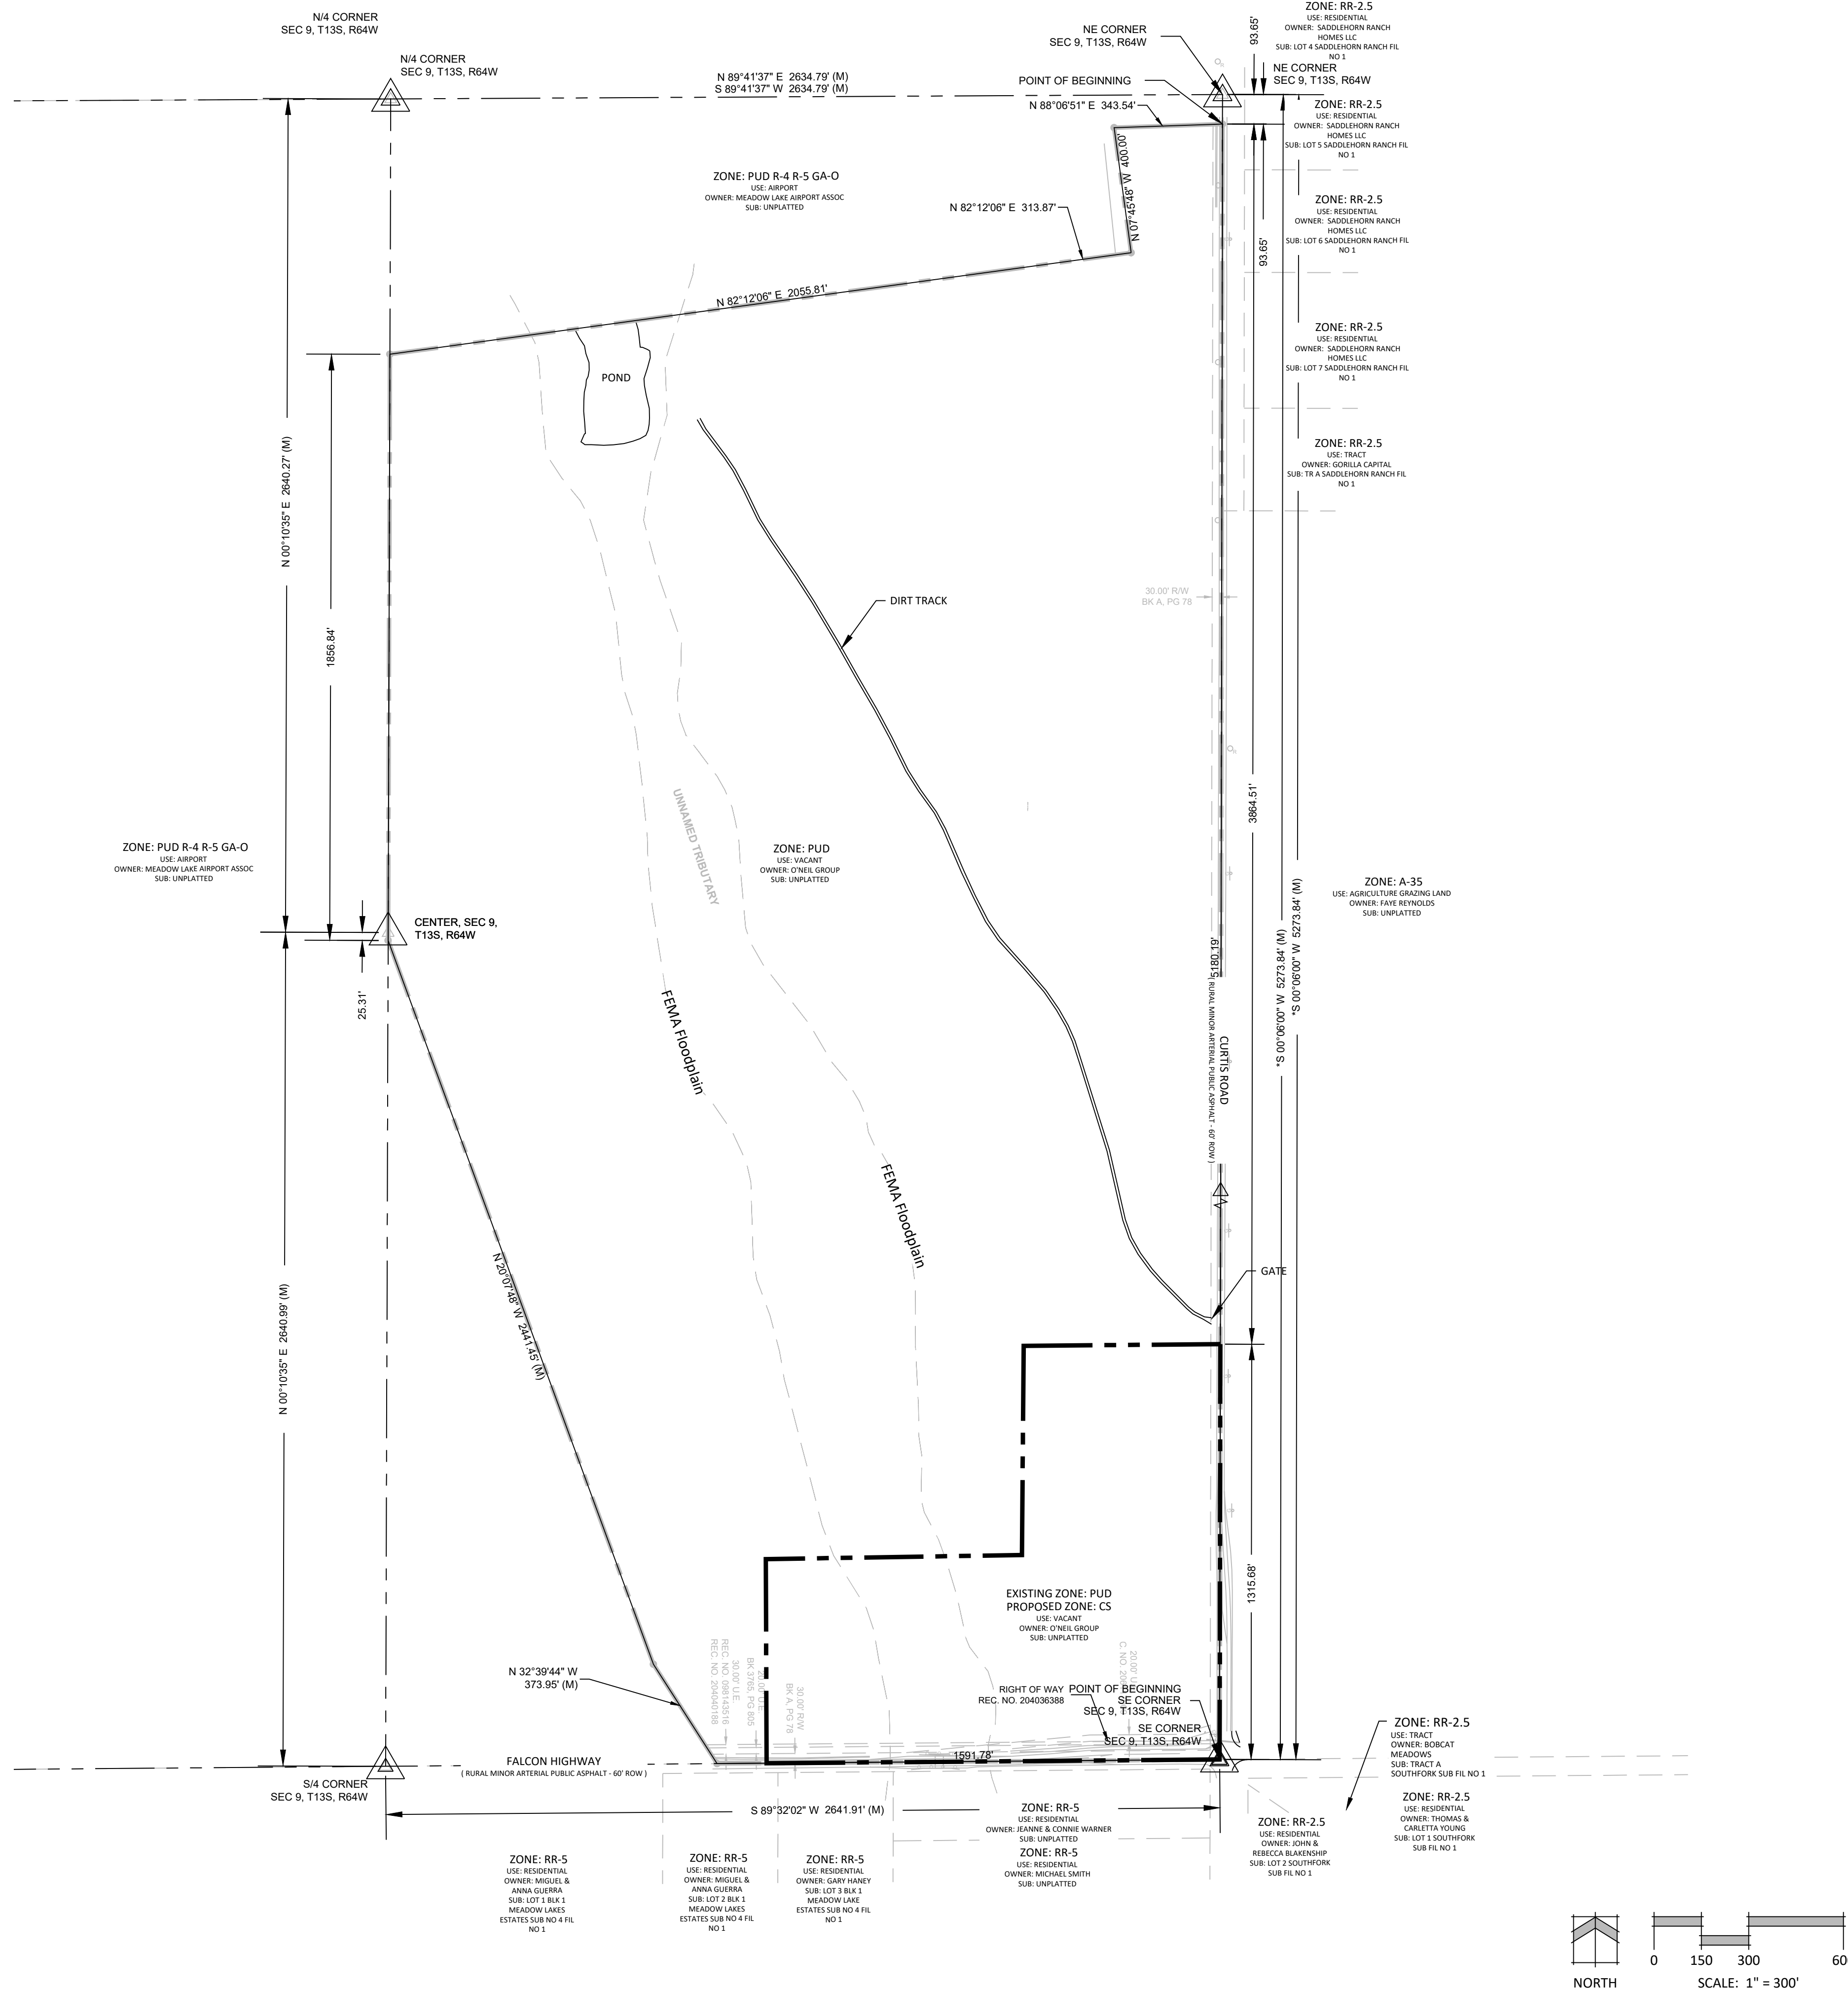 N/4 CORNER
SEC 9, T13S, R64W
N/4 CORNER
SEC 9, T13S, R64W
N 89°41'37" E 2634.79' (M)
S 89°41'37" W 2634.79' (M)
NE CORNER
SEC 9, T13S, R64W
POINT OF BEGINNING
N 88°06'51" E 343.54'
93.65'
NE CORNER
SEC 9, T13S, R64W
ZONE: RR-2.5
USE: RESIDENTIAL
OWNER: SADDLEHORN RANCH
HOMES LLC
SUB: LOT 4 SADDLEHORN RANCH FIL
NO 1
ZONE: RR-2.5
USE: RESIDENTIAL
OWNER: SADDLEHORN RANCH
HOMES LLC
SUB: LOT 5 SADDLEHORN RANCH FIL
NO 1
ZONE: RR-2.5
USE: RESIDENTIAL
OWNER: SADDLEHORN RANCH
HOMES LLC
SUB: LOT 6 SADDLEHORN RANCH FIL
NO 1
ZONE: RR-2.5
USE: RESIDENTIAL
OWNER: SADDLEHORN RANCH
HOMES LLC
SUB: LOT 7 SADDLEHORN RANCH FIL
NO 1
ZONE: RR-2.5
USE: TRACT
OWNER: GORILLA CAPITAL
SUB: TR A SADDLEHORN RANCH FIL
NO 1
ZONE: PUD R-4 R-5 GA-O
USE: AIRPORT
OWNER: MEADOW LAKE AIRPORT ASSOC
SUB: UNPLATTED
N 07°45'48" W 400.00'
N 82°12'06" E 313.87'
93.65'
N 82°12'06" E 2055.81'
POND
N 00°10'35" E 2640.27' (M)
1856.84'
DIRT TRACK
30.00' R/W
BK A, PG 78
UNNAMED TRIBUTARY
3864.51'
ZONE: PUD R-4 R-5 GA-O
USE: AIRPORT
OWNER: MEADOW LAKE AIRPORT ASSOC
SUB: UNPLATTED
ZONE: PUD
USE: VACANT
OWNER: O'NEIL GROUP
SUB: UNPLATTED
ZONE: A-35
USE: AGRICULTURE GRAZING LAND
OWNER: FAYE REYNOLDS
SUB: UNPLATTED
CENTER, SEC 9,
T13S, R64W
25.31'
5180.19'
*S 00°06'00" W 5273.84' (M)
*S 00°06'00" W 5273.84' (M)
CURTIS ROAD
( RURAL MINOR ARTERIAL PUBLIC ASPHALT - 60' ROW )
FEMA Floodplain
FEMA Floodplain
GATE
N 20°07'48" W 2441.45' (M)
N 00°10'35" E 2640.99' (M)
1315.68'
EXISTING ZONE: PUD
PROPOSED ZONE: CS
USE: VACANT
OWNER: O'NEIL GROUP
SUB: UNPLATTED
N 32°39'44" W
373.95' (M)
30.00' U.E.
REC. NO. 098143516
REC. NO. 204040188
20.00' U.E.
BK 3765, PG 805
30.00' R/W
BK A, PG 78
20.00' U.
RIGHT OF WAY
REC. NO. 204036388
POINT OF BEGINNING
SE CORNER
SEC 9, T13S, R64W
SE CORNER
SEC 9, T13S, R64W
1591.78'
FALCON HIGHWAY
( RURAL MINOR ARTERIAL PUBLIC ASPHALT - 60' ROW )
S/4 CORNER
SEC 9, T13S, R64W
S 89°32'02" W 2641.91' (M)
ZONE: RR-2.5
USE: TRACT
OWNER: BOBCAT
MEADOWS
SUB: TRACT A
SOUTHFORK SUB FIL NO 1
ZONE: RR-2.5
USE: RESIDENTIAL
OWNER: THOMAS &
CARLETTA YOUNG
SUB: LOT 1 SOUTHFORK
SUB FIL NO 1
ZONE: RR-2.5
USE: RESIDENTIAL
OWNER: JOHN &
REBECCA BLAKENSHIP
SUB: LOT 2 SOUTHFORK
SUB FIL NO 1
ZONE: RR-5
USE: RESIDENTIAL
OWNER: JEANNE & CONNIE WARNER
SUB: UNPLATTED
ZONE: RR-5
USE: RESIDENTIAL
OWNER: MICHAEL SMITH
SUB: UNPLATTED
ZONE: RR-5
USE: RESIDENTIAL
OWNER: MIGUEL &
ANNA GUERRA
SUB: LOT 1 BLK 1
MEADOW LAKES
ESTATES SUB NO 4 FIL
NO 1
ZONE: RR-5
USE: RESIDENTIAL
OWNER: MIGUEL &
ANNA GUERRA
SUB: LOT 2 BLK 1
MEADOW LAKES
ESTATES SUB NO 4 FIL
NO 1
ZONE: RR-5
USE: RESIDENTIAL
OWNER: GARY HANEY
SUB: LOT 3 BLK 1
MEADOW LAKE
ESTATES SUB NO 4 FIL
NO 1
NORTH
0 150 300 60
SCALE: 1" = 300'